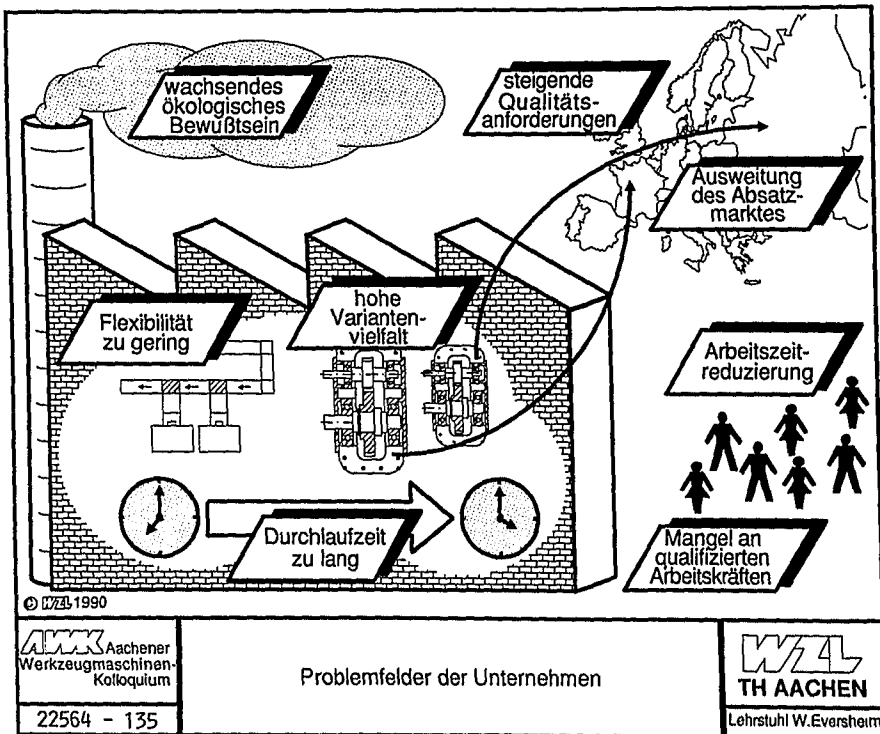 wachsendes
ökologisches
Bewußtsein
steigende
Qualitäts-
anforderungen
Ausweitung
des Absatz-
marktes
Flexibilität
zu gering
hohe
Varianten-
vielfalt
Arbeitszeit-
reduzierung
Durchlaufzeit
zu lang
Mangel an
qualifizierten
Arbeitskräften
© WZL 1990
AWK Aachener
Werkzeugmaschinen-
Kolloquium
22564 - 135
Problemfelder der Unternehmen
WZL
TH AACHEN
Lehrstuhl W.Eversheim